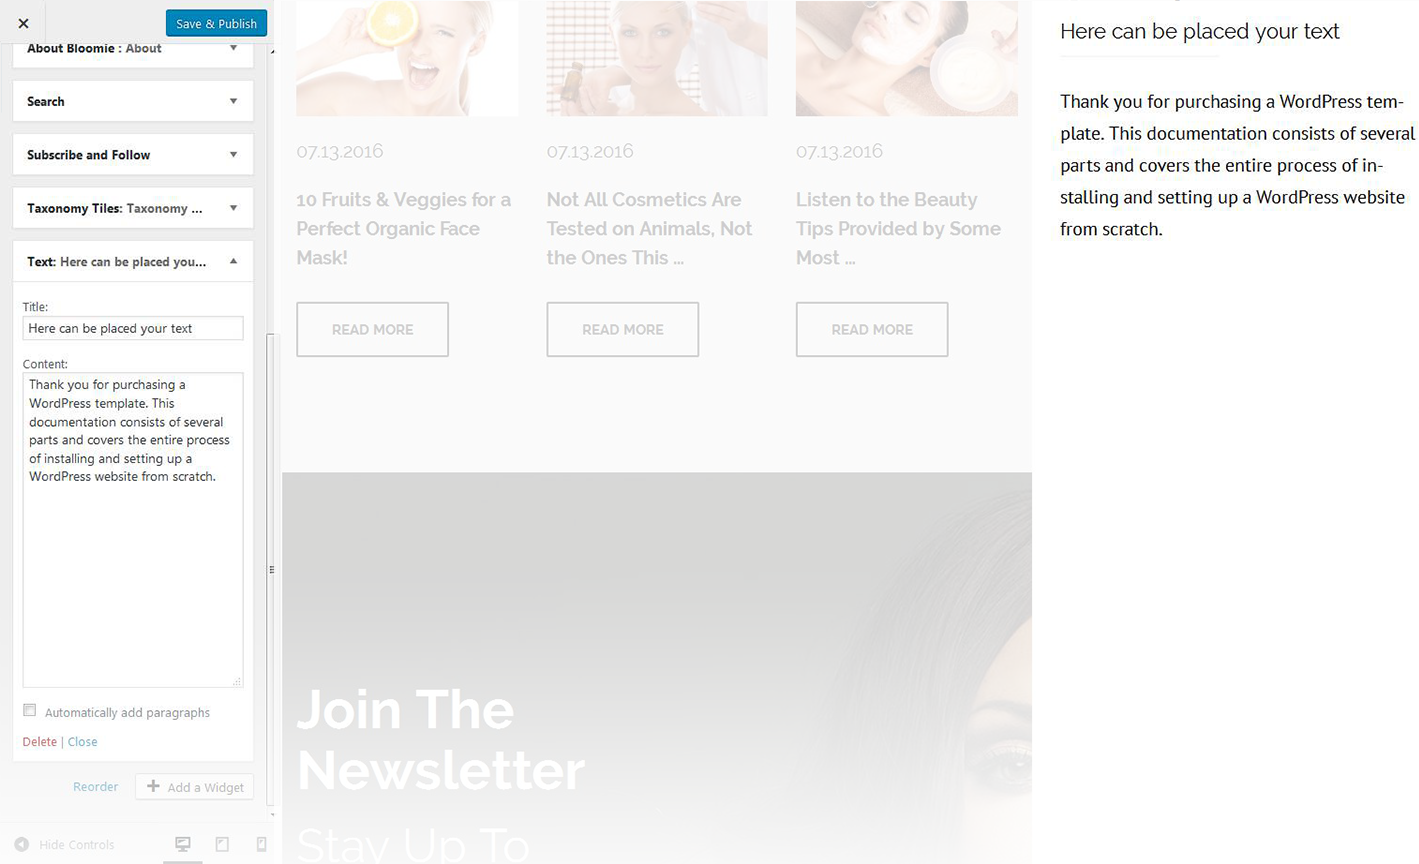 Save & Publish
About Bloomie : About
Search
Subscribe and Follow
Taxonomy Tiles: Taxonomy ...
Text: Here can be placed you...
Title:
Here can be placed your text
Content:
Thank you for purchasing a
WordPress template. This
documentation consists of several
parts and covers the entire process
of installing and setting up a
WordPress website from scratch.
Automatically add paragraphs
Delete | Close
Reorder
Add a Widget
Hide Controls
07.13.2016
10 Fruits & Veggies for a
Perfect Organic Face
Mask!
READ MORE
07.13.2016
Not All Cosmetics Are
Tested on Animals, Not
the Ones This ...
READ MORE
07.13.2016
Listen to the Beauty
Tips Provided by Some
Most ...
READ MORE
Join The
Newsletter
Stay Up To
Here can be placed your text
Thank you for purchasing a WordPress tem-
plate. This documentation consists of several
parts and covers the entire process of in-
stalling and setting up a WordPress website
from scratch.